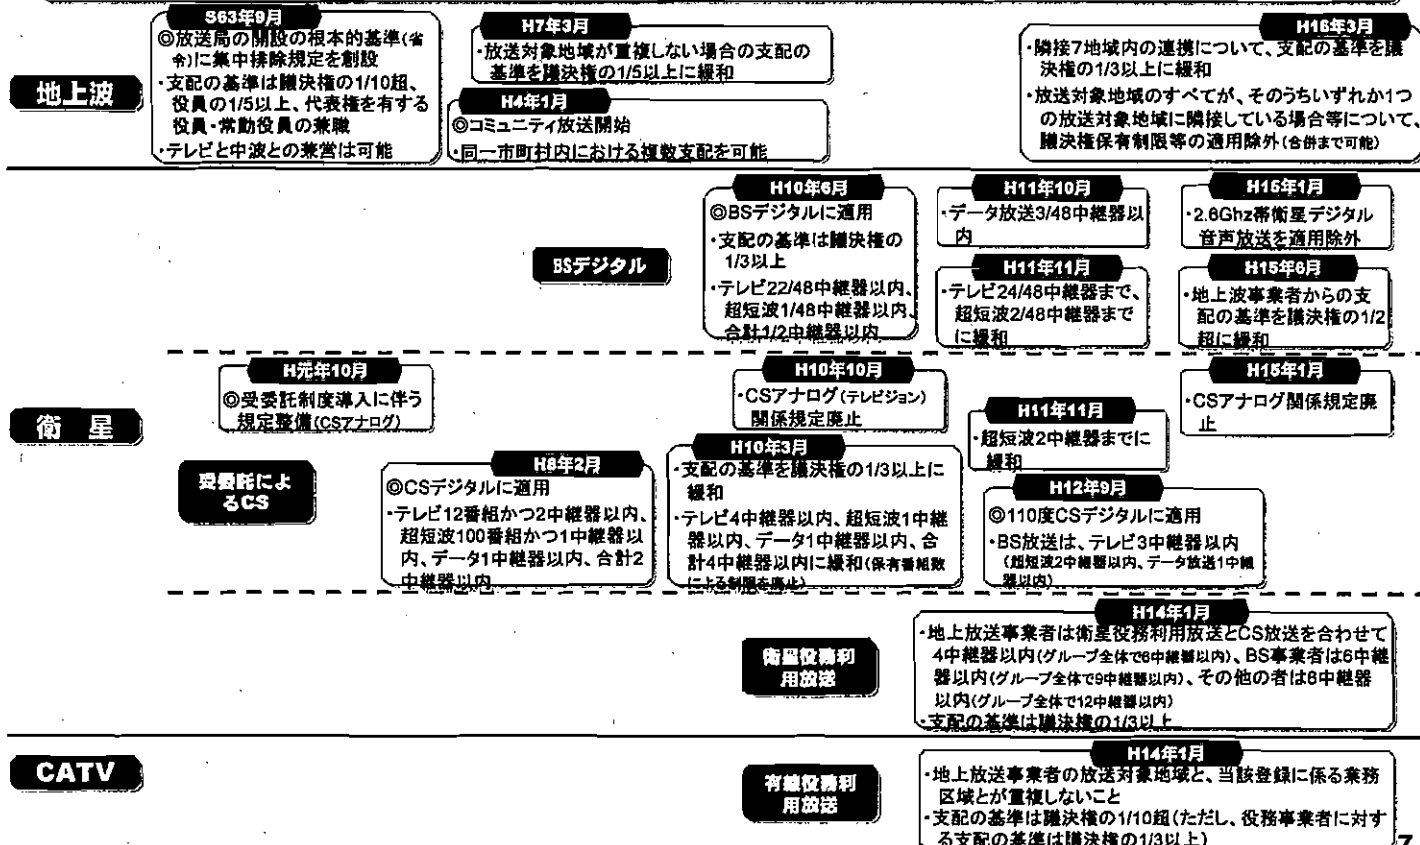 地上波
S63年9月
◎放送局の開設の根本的基準(省
令)に集中排除規定を創設
・支配の基準は議決権の1/10超、
役員の1/5以上、代表権を有する
役員・常勤役員の兼職
・テレビと中波との兼営は可能
H7年3月
・放送対象地域が重複しない場合の支配の
基準を議決権の1/5以上に緩和
H4年1月
◎コミュニティ放送開始
・同一市町村内における複数支配を可能
H16年3月
・隣接7地域内の連携について、支配の基準を議
決権の1/3以上に緩和
・放送対象地域のすべてが、そのうちいずれか1つ
の放送対象地域に隣接している場合等について、
議決権保有制限等の適用除外(合併まで可能)
衛 星
BSデジタル
H10年6月
◎BSデジタルに適用
・支配の基準は議決権の
1/3以上
・テレビ22/48中継器以内、
超短波1/48中継器以内、
合計1/2中継器以内
H11年10月
・データ放送3/48中継器以
内
H11年11月
・テレビ24/48中継器まで、
超短波2/48中継器まで
に緩和
H15年1月
・2.6Ghz帯衛星デジタル
音声放送を適用除外
H15年6月
・地上波事業者からの支
配の基準を議決権の1/2
超に緩和
受委託によ
るCS
H元年10月
◎受委託制度導入に伴う
規定整備(CSアナログ)
H8年2月
◎CSデジタルに適用
・テレビ12番組かつ2中継器以内、
超短波100番組かつ1中継器以
内、データ1中継器以内、合計2
中継器以内
H10年10月
・CSアナログ(テレビジョン)
関係規定廃止
H10年3月
・支配の基準を議決権の1/3以上に
緩和
・テレビ4中継器以内、超短波1中継
器以内、データ1中継器以内、合
計4中継器以内に緩和(保有番組数
による制限を廃止)
H11年11月
・超短波2中継器までに
緩和
H12年9月
◎110度CSデジタルに適用
・BS放送は、テレビ3中継器以内
(超短波2中継器以内、データ放送1中継
器以内)
H15年1月
・CSアナログ関係規定廃
止
衛星役務利
用放送
H14年1月
・地上放送事業者は衛星役務利用放送とCS放送を合わせて
4中継器以内(グループ全体で6中継器以内)、BS事業者は6中継
器以内(グループ全体で9中継器以内)、その他の者は8中継器
以内(グループ全体で12中継器以内)
・支配の基準は議決権の1/3以上
CATV
有線役務利
用放送
H14年1月
・地上放送事業者の放送対象地域と、当該登録に係る業務
区域とが重複しないこと
・支配の基準は議決権の1/10超(ただし、役務事業者に対す
る支配の基準は議決権の1/3以上)
7